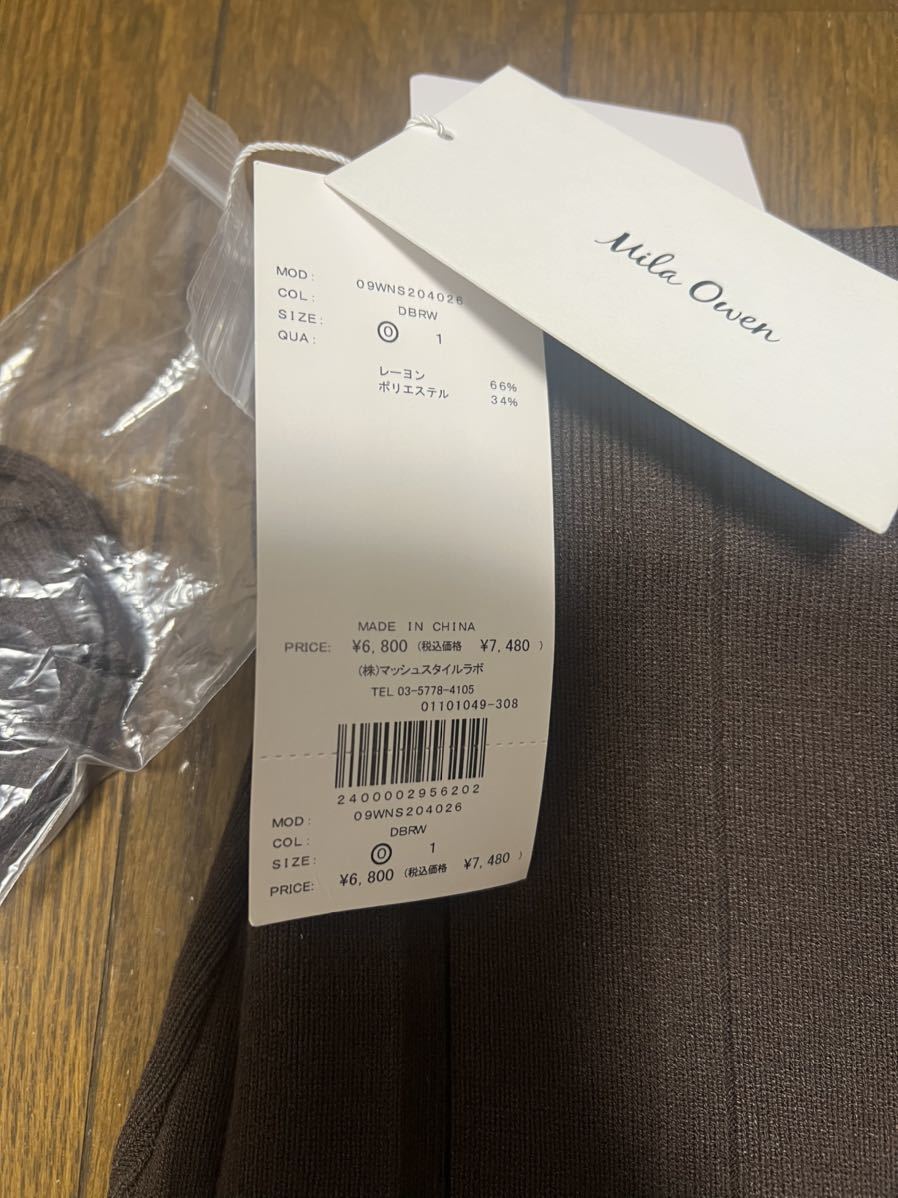 Mila Owen
MOD: 09WNS204026
COL: DBRW
SIZE: ⓪ 1
QUA:
レーヨン 66%
ポリエステル 34%
MADE IN CHINA
PRICE: ¥6,800 (税込価格 ¥7,480 )
(株)マッシュスタイルラボ
TEL 03-5778-4105
01101049-308
2400002956202
MOD: 09WNS204026
COL: DBRW
SIZE: ⓪ 1
PRICE: ¥6,800 (税込価格 ¥7,480 )